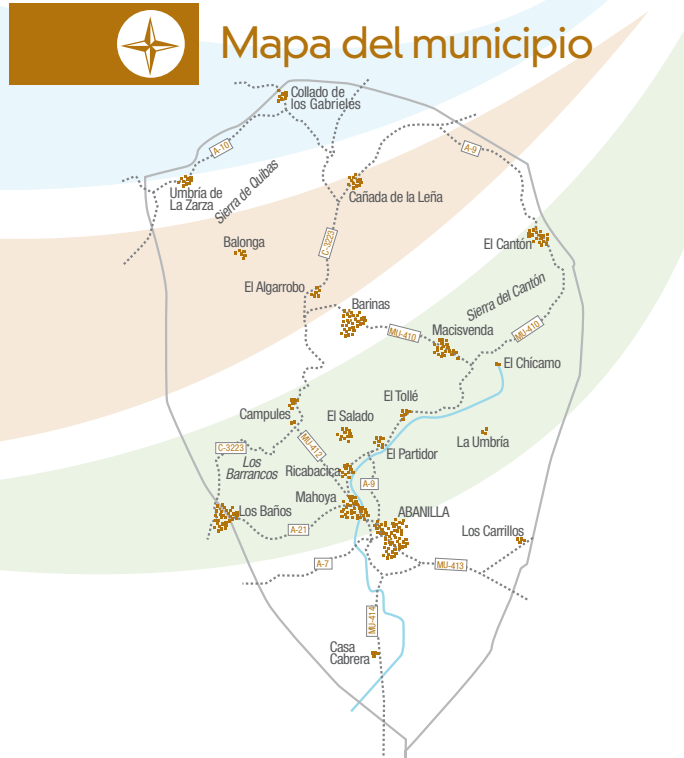 Mapa del municipio
Collado de
los Gabrieles
A-10
A-9
Sierra de Quibas
Umbría de
La Zarza
Cañada de la Leña
Balonga
C-3223
El Cantón
El Algarrobo
Sierra del Cantón
Barinas
MU-410
Macisvenda
MU-410
El Chícamo
El Tollé
Campules
El Salado
La Umbría
MU-412
C-3223
El Partidor
Los
Barrancos
Ricabacica
A-9
Mahoya
Los Baños
ABANILLA
A-21
Los Carrillos
A-7
MU-413
MU-414
Casa
Cabrera